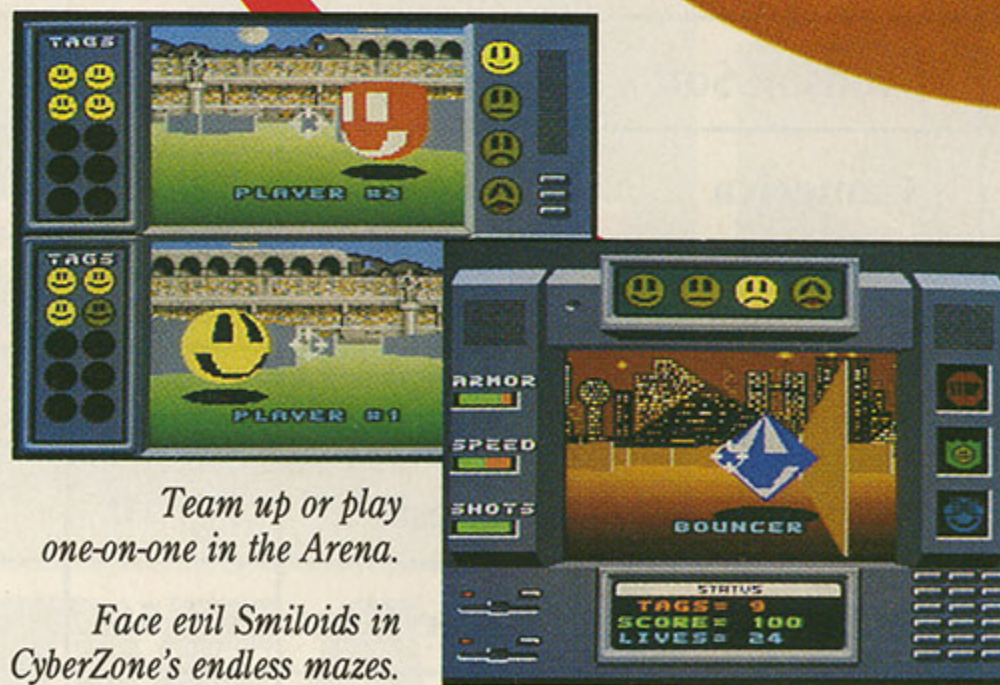 TAGS
PLAYER #2
TAGS
PLAYER #1
ARMOR
SPEED
SHOTS
STOP
BOUNCER
STATUS
TAGS= 9
SCORE= 100
LIVES= 24
Team up or play
one-on-one in the Arena.
Face evil Smiloids in
CyberZone's endless mazes.